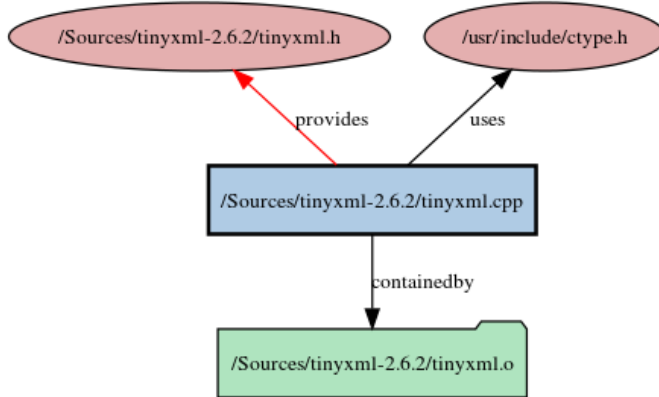 /Sources/tinyxml-2.6.2/tinyxml.h
/usr/include/ctype.h
provides
uses
/Sources/tinyxml-2.6.2/tinyxml.cpp
containedby
/Sources/tinyxml-2.6.2/tinyxml.o